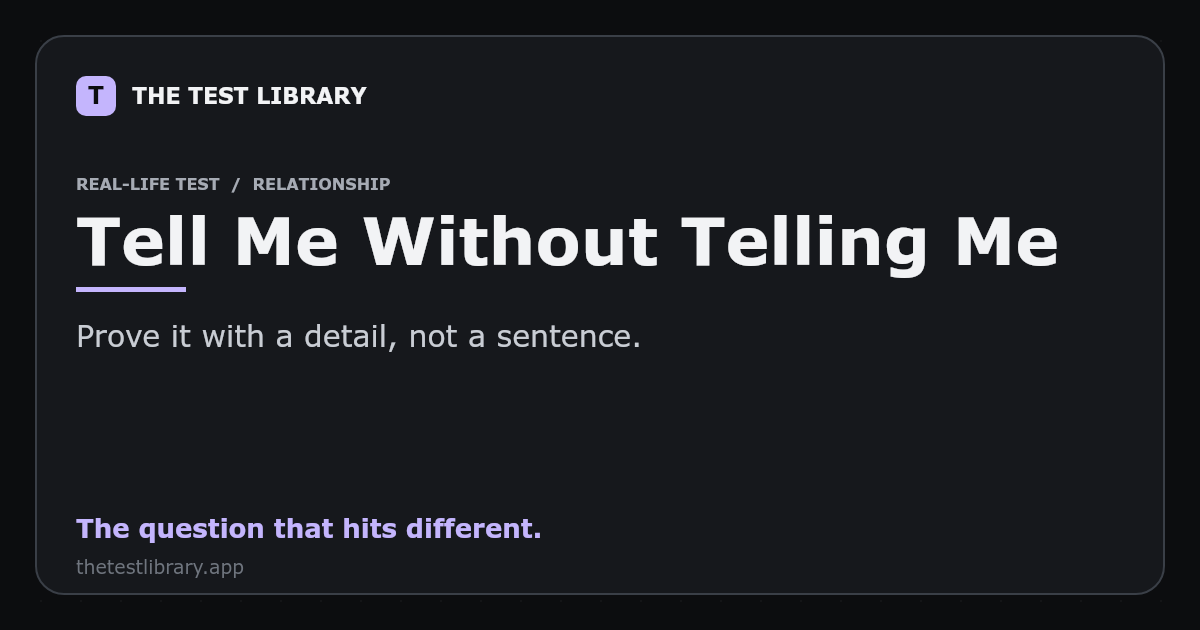 T THE TEST LIBRARY
REAL-LIFE TEST / RELATIONSHIP
Tell Me Without Telling Me
Prove it with a detail, not a sentence.
The question that hits different.
thetestlibrary.app